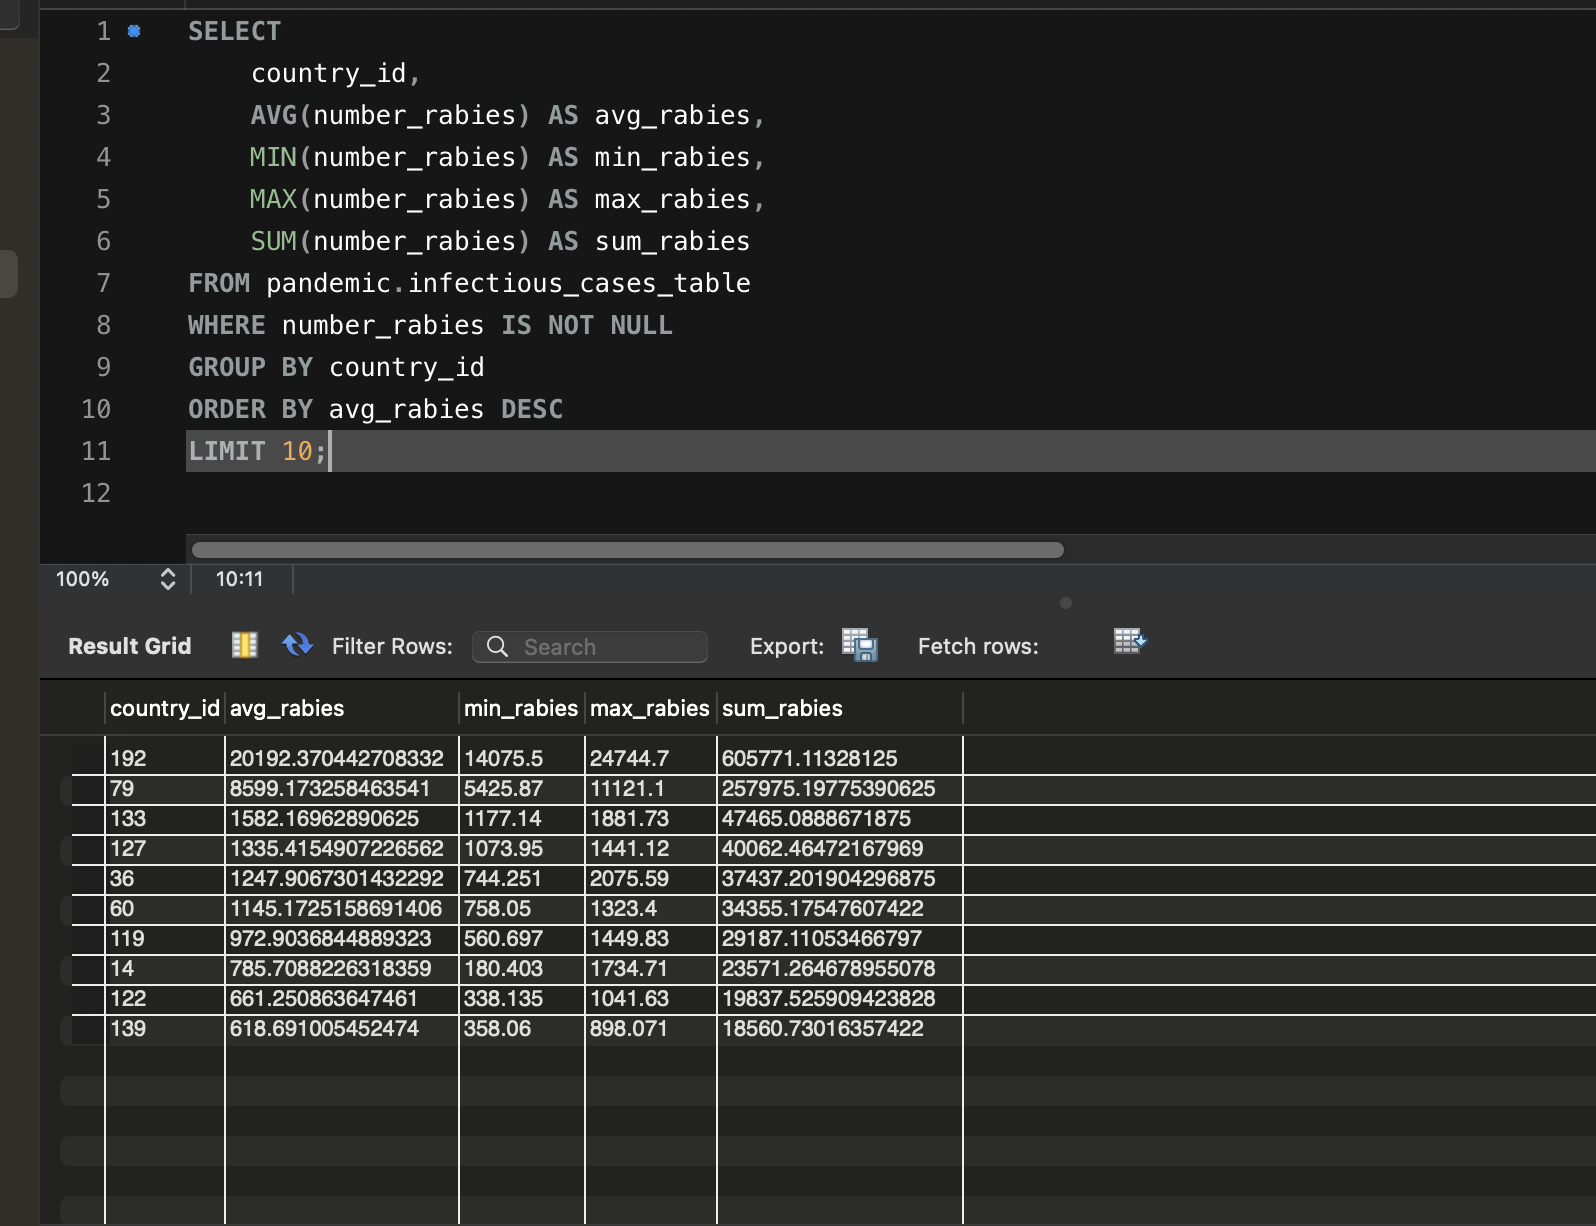 1 SELECT
2 country_id,
3 AVG(number_rabies) AS avg_rabies,
4 MIN(number_rabies) AS min_rabies,
5 MAX(number_rabies) AS max_rabies,
6 SUM(number_rabies) AS sum_rabies
7 FROM pandemic.infectious_cases_table
8 WHERE number_rabies IS NOT NULL
9 GROUP BY country_id
10 ORDER BY avg_rabies DESC
11 LIMIT 10;
12
100% 10:11
Result Grid Filter Rows: Search Export: Fetch rows:
country_id avg_rabies min_rabies max_rabies sum_rabies
192 20192.370442708332 14075.5 24744.7 605771.11328125
79 8599.173258463541 5425.87 11121.1 257975.19775390625
133 1582.16962890625 1177.14 1881.73 47465.0888671875
127 1335.4154907226562 1073.95 1441.12 40062.46472167969
36 1247.9067301432292 744.251 2075.59 37437.201904296875
60 1145.1725158691406 758.05 1323.4 34355.17547607422
119 972.9036844889323 560.697 1449.83 29187.11053466797
14 785.7088226318359 180.403 1734.71 23571.264678955078
122 661.250863647461 338.135 1041.63 19837.525909423828
139 618.691005452474 358.06 898.071 18560.73016357422